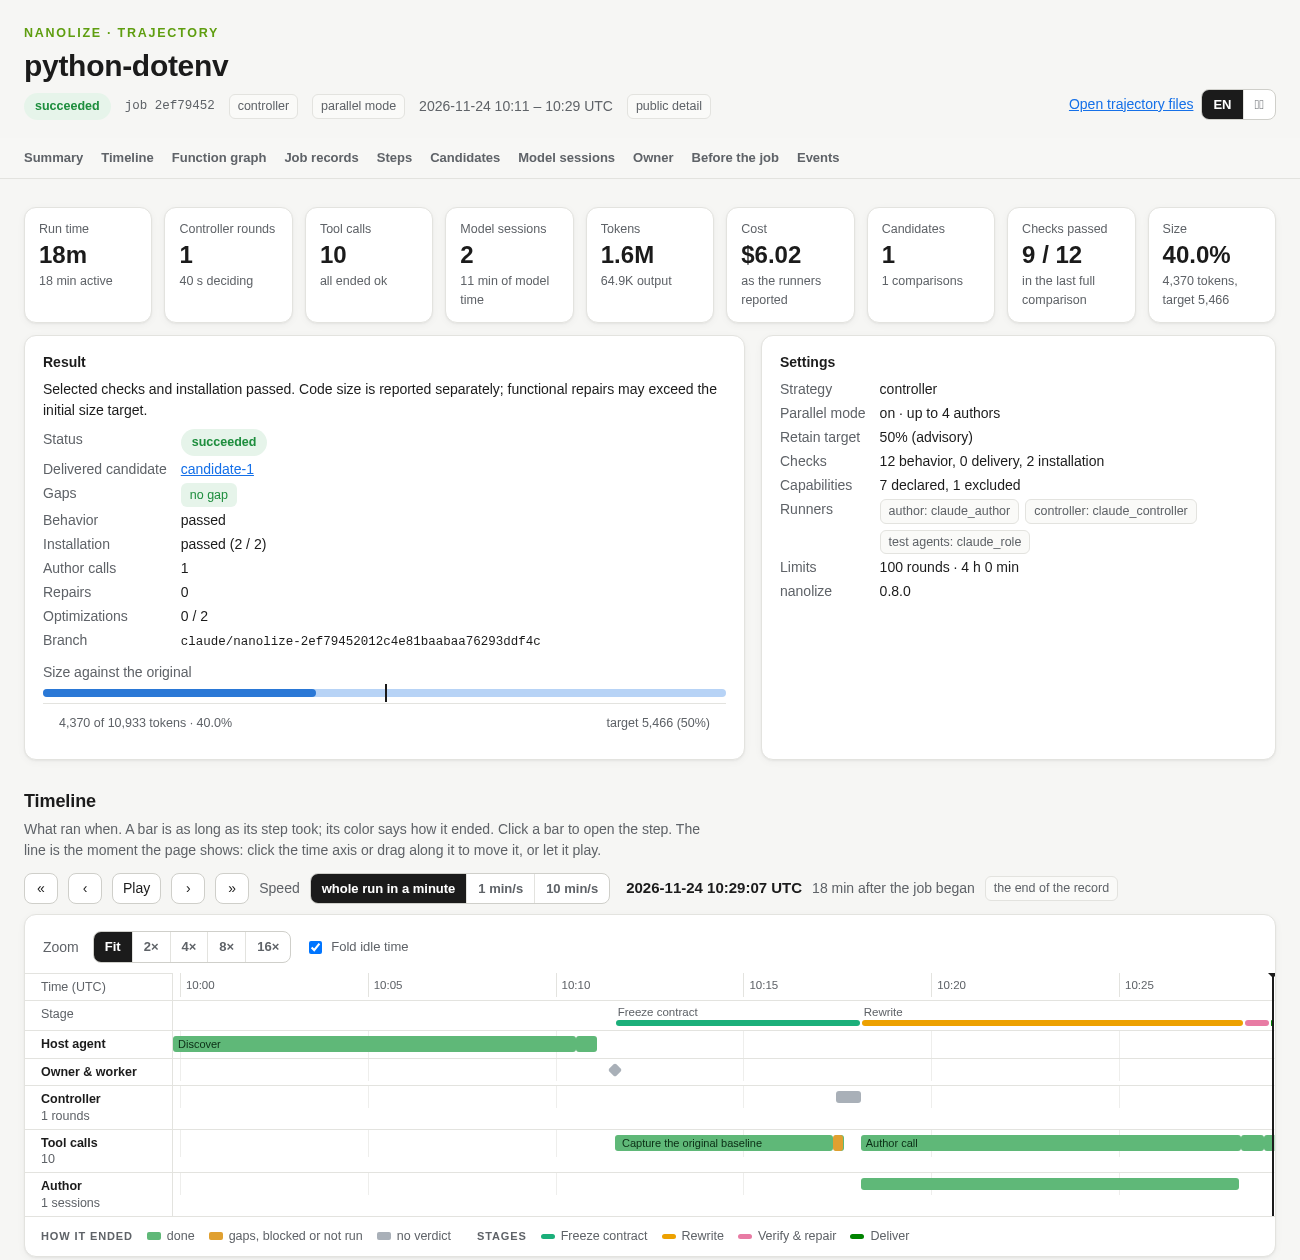 NANOLIZE · TRAJECTORY
python-dotenv
succeeded job 2ef79452 controller parallel mode 2026-11-24 10:11 – 10:29 UTC public detail Open trajectory files EN
Summary Timeline Function graph Job records Steps Candidates Model sessions Owner Before the job Events
Run time Controller rounds Tool calls Model sessions Tokens Cost Candidates Checks passed Size
18m 1 10 2 1.6M $6.02 1 9 / 12 40.0%
18 min active 40 s deciding all ended ok 11 min of model 64.9K output as the runners 1 comparisons in the last full 4,370 tokens,
time reported comparison target 5,466
Result
Selected checks and installation passed. Code size is reported separately; functional repairs may exceed the
initial size target.
Status succeeded
Delivered candidate candidate-1
Gaps no gap
Behavior passed
Installation passed (2 / 2)
Author calls 1
Repairs 0
Optimizations 0 / 2
Branch claude/nanolize-2ef79452012c4e81baabaa76293ddf4c
Size against the original
4,370 of 10,933 tokens · 40.0% target 5,466 (50%)
Settings
Strategy controller
Parallel mode on · up to 4 authors
Retain target 50% (advisory)
Checks 12 behavior, 0 delivery, 2 installation
Capabilities 7 declared, 1 excluded
Runners author: claude_author controller: claude_controller
test agents: claude_role
Limits 100 rounds · 4 h 0 min
nanolize 0.8.0
Timeline
What ran when. A bar is as long as its step took; its color says how it ended. Click a bar to open the step. The
line is the moment the page shows: click the time axis or drag along it to move it, or let it play.
« ‹ Play › » Speed whole run in a minute 1 min/s 10 min/s 2026-11-24 10:29:07 UTC 18 min after the job began the end of the record
Zoom Fit 2× 4× 8× 16× Fold idle time
Time (UTC) 10:00 10:05 10:10 10:15 10:20 10:25
Stage Freeze contract Rewrite
Host agent Discover
Owner & worker
Controller
1 rounds
Tool calls Capture the original baseline Author call
10
Author
1 sessions
HOW IT ENDED done gaps, blocked or not run no verdict STAGES Freeze contract Rewrite Verify & repair Deliver